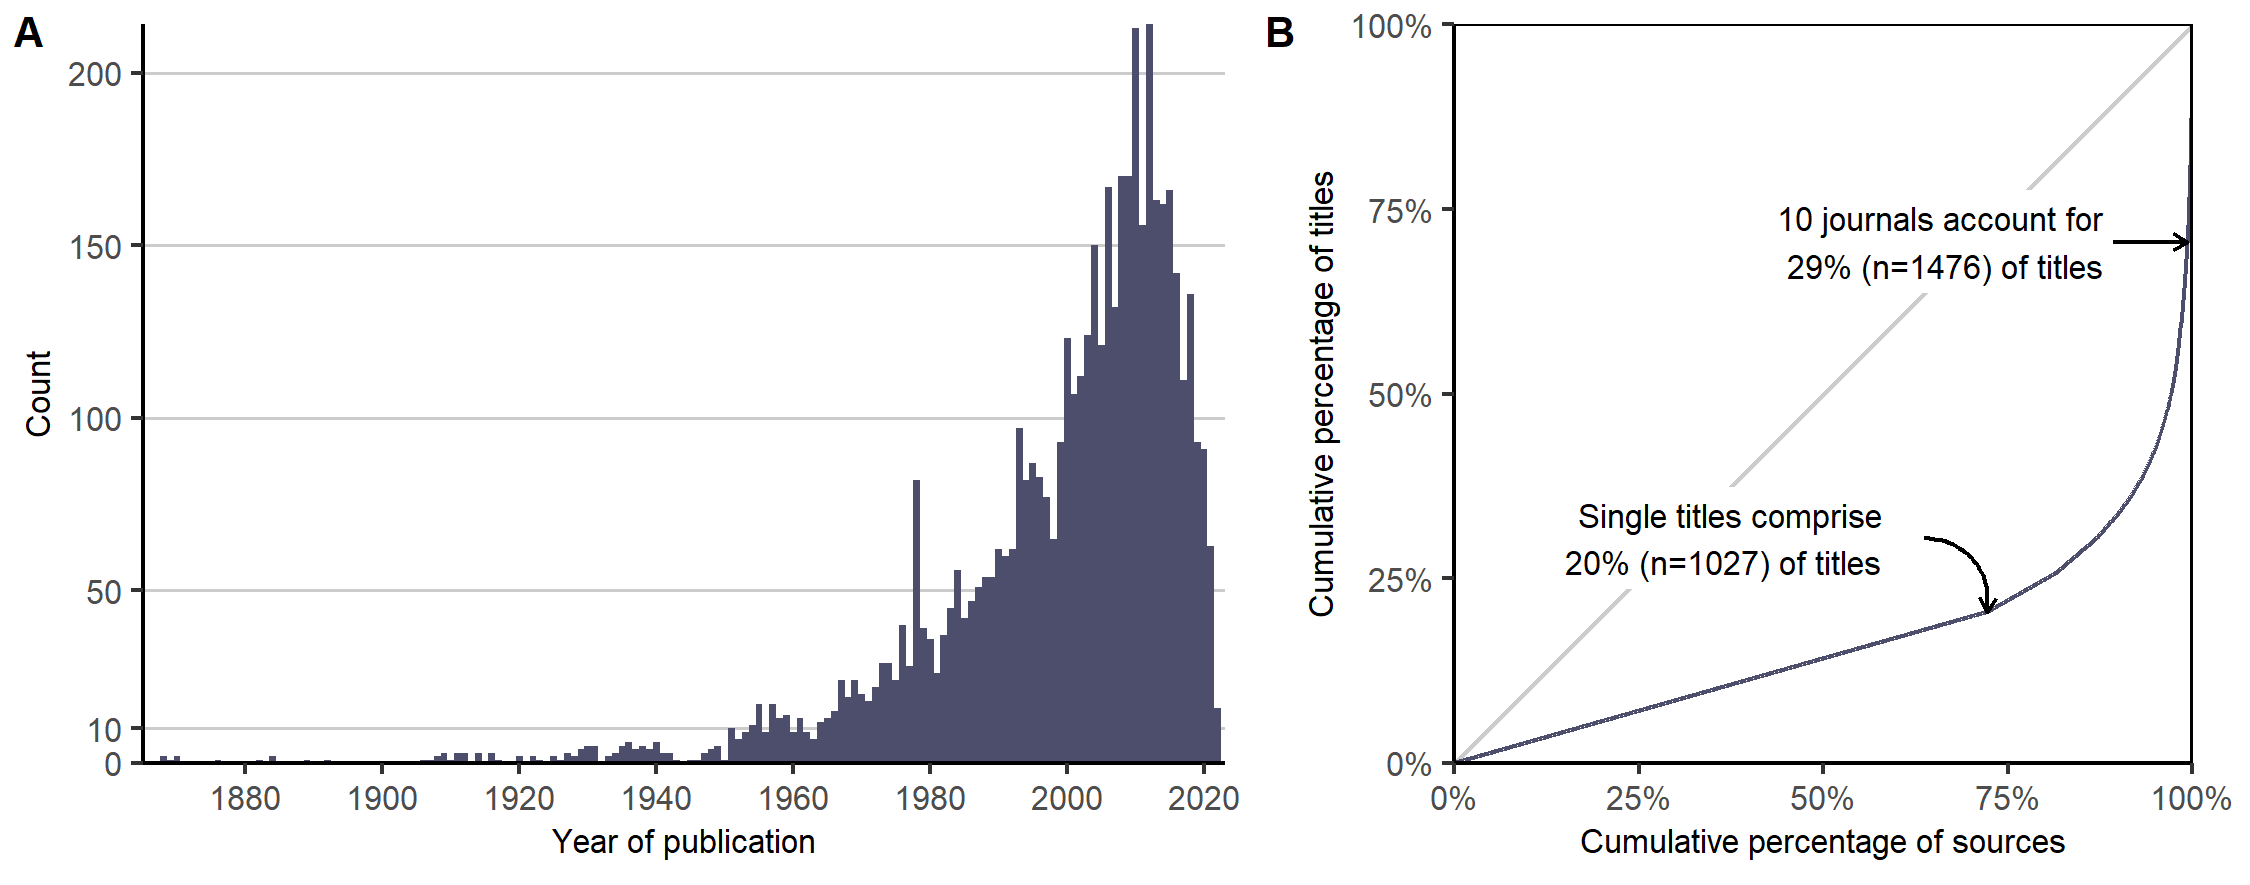 A
Count
200
150
100
50
10
0
1880 1900 1920 1940 1960 1980 2000 2020
Year of publication
B
Cumulative percentage of titles
100%
75%
50%
25%
0%
10 journals account for
29% (n=1476) of titles
Single titles comprise
20% (n=1027) of titles
0% 25% 50% 75% 100%
Cumulative percentage of sources